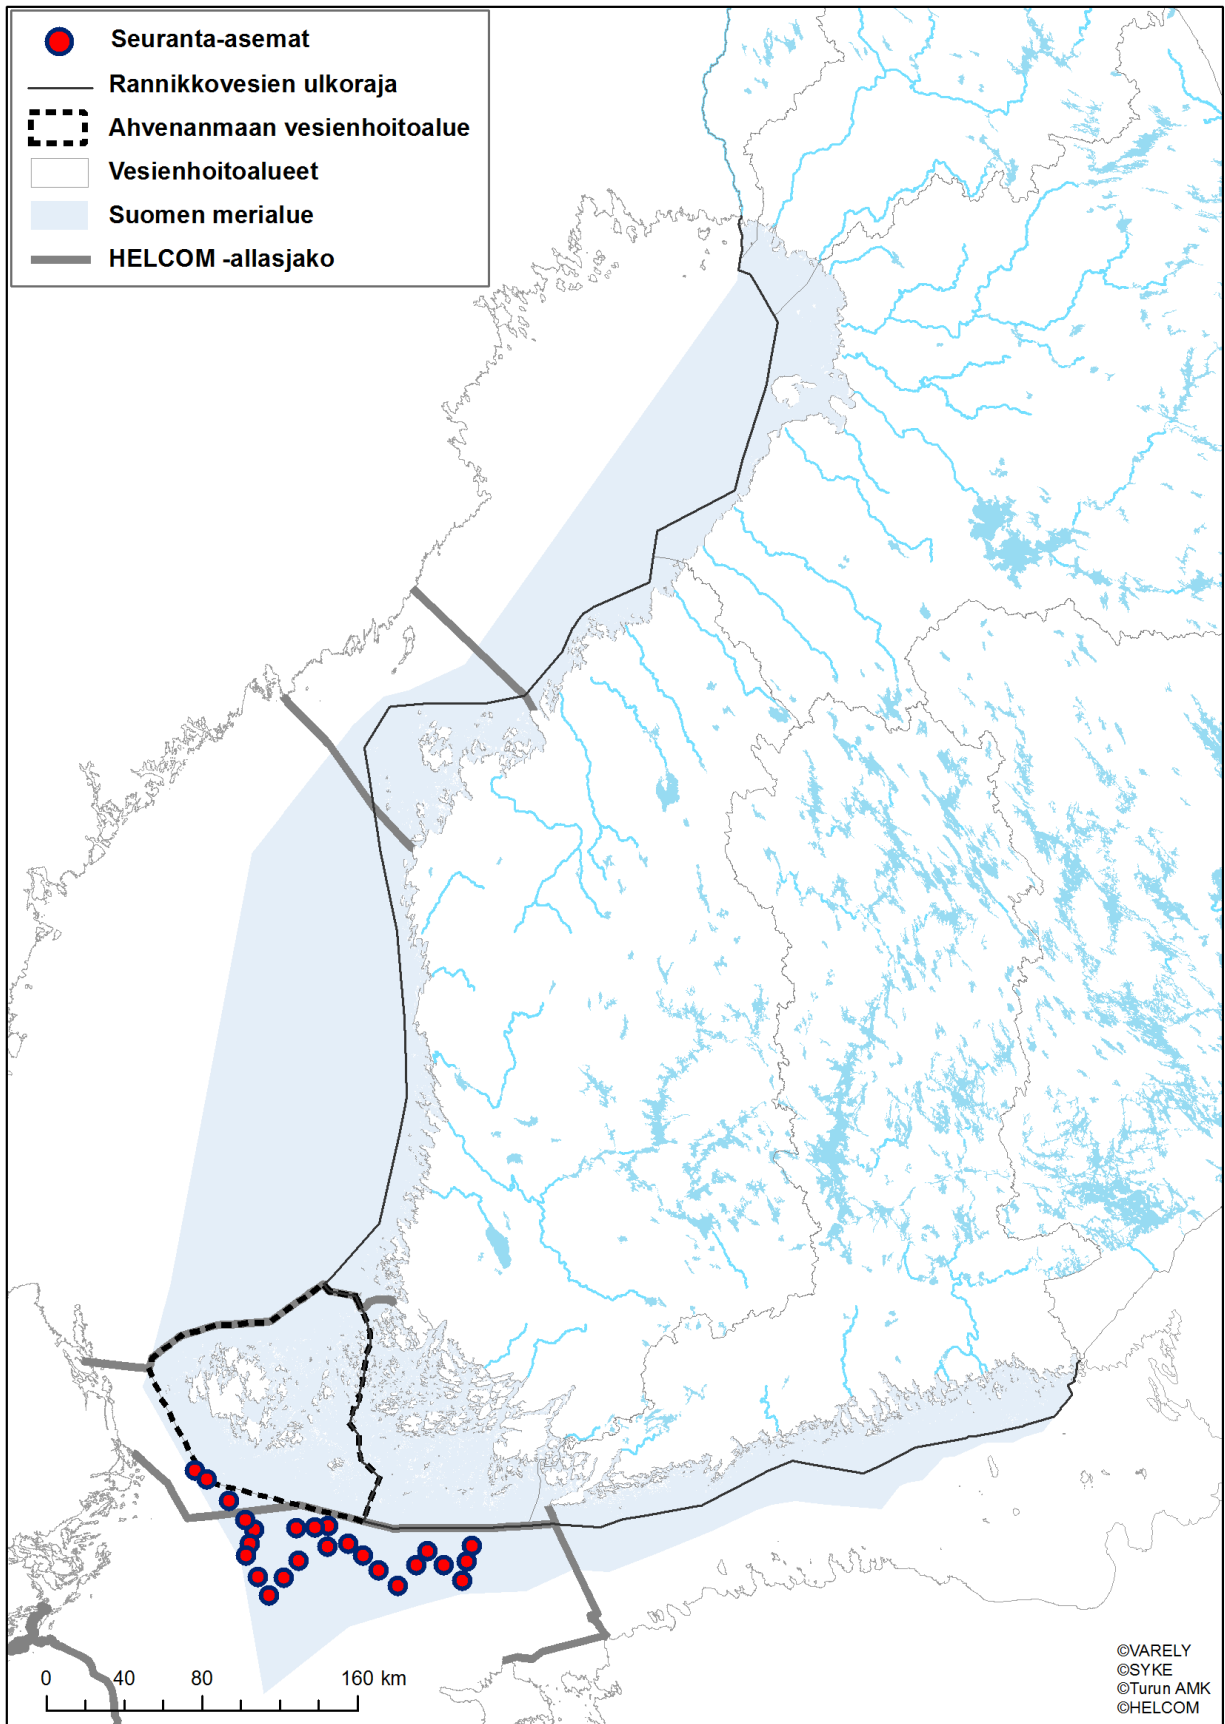 Seuranta-asemat
Rannikkovesien ulkoraja
Ahvenanmaan vesienhoitoalue
Vesienhoitoalueet
Suomen merialue
HELCOM -allasjako
0 40 80 160 km
©VARELY
©SYKE
©Turun AMK
©HELCOM